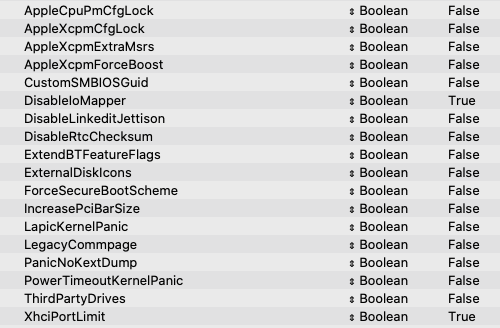 AppleCpuPmCfgLock Boolean False
AppleXcpmCfgLock Boolean False
AppleXcpmExtraMsrs Boolean False
AppleXcpmForceBoost Boolean False
CustomSMBIOSGuid Boolean False
DisableIoMapper Boolean True
DisableLinkeditJettison Boolean False
DisableRtcChecksum Boolean False
ExtendBTFeatureFlags Boolean False
ExternalDiskIcons Boolean False
ForceSecureBootScheme Boolean False
IncreasePciBarSize Boolean False
LapicKernelPanic Boolean False
LegacyCommpage Boolean False
PanicNoKextDump Boolean False
PowerTimeoutKernelPanic Boolean False
ThirdPartyDrives Boolean False
XhciPortLimit Boolean True